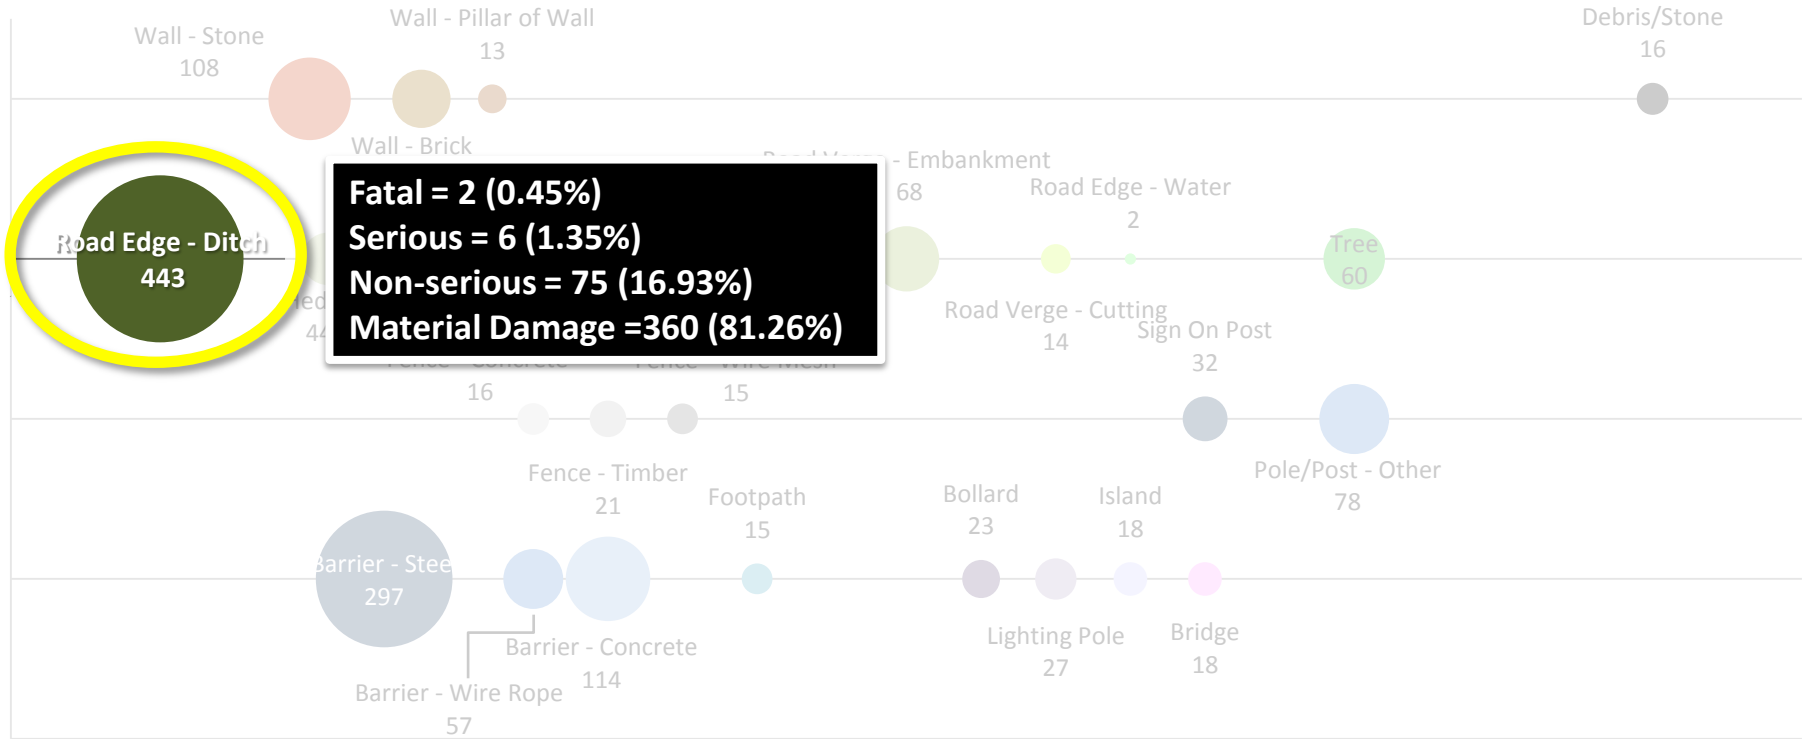 Wall - Stone
108
Wall - Pillar of Wall
13
Debris/Stone
16
Wall - Brick
- Embankment
68
Road Edge - Water
2
Road Edge - Ditch
443
Fatal = 2 (0.45%)
Serious = 6 (1.35%)
Non-serious = 75 (16.93%)
Material Damage =360 (81.26%)
Tree
60
Road Verge - Cutting
14
Sign On Post
32
16
15
Fence - Timber
21
Pole/Post - Other
78
Footpath
15
Bollard
23
Island
18
Barrier - Stee
297
Barrier - Concrete
114
Lighting Pole
27
Bridge
18
Barrier - Wire Rope
57